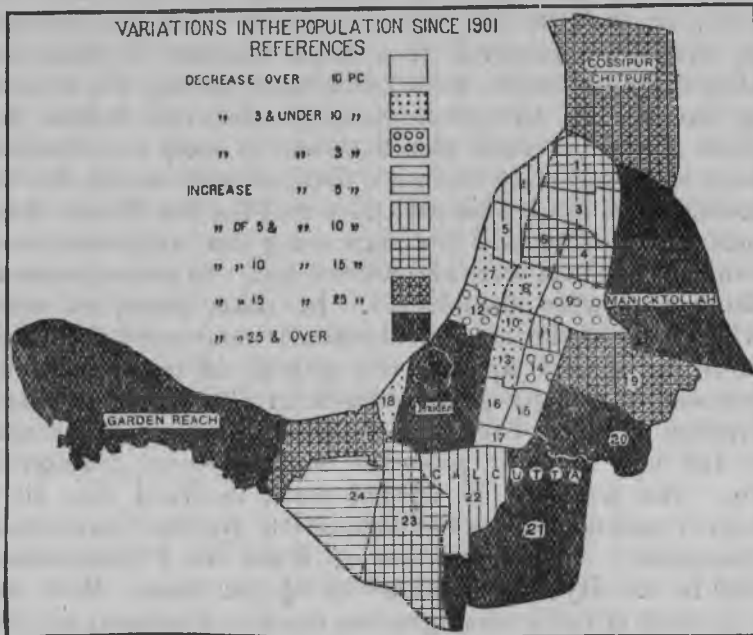 VARIATIONS IN THE POPULATION SINCE 1901
REFERENCES
DECREASE OVER 10 PC
" 3 & UNDER 10 "
" " 3 "
INCREASE " 5 "
" OF 5 & " 10 "
" " 10 " 15 "
" " 15 " 25 "
" " 25 & OVER
COSSIPUR
CHITPUR
1
3
5
6
4
7
8
9
MANICKTOLLAH
12
10
11
13
14
19
Maidan
18
16
15
GARDEN REACH
17
20
CALCUTTA
24
22
23
21